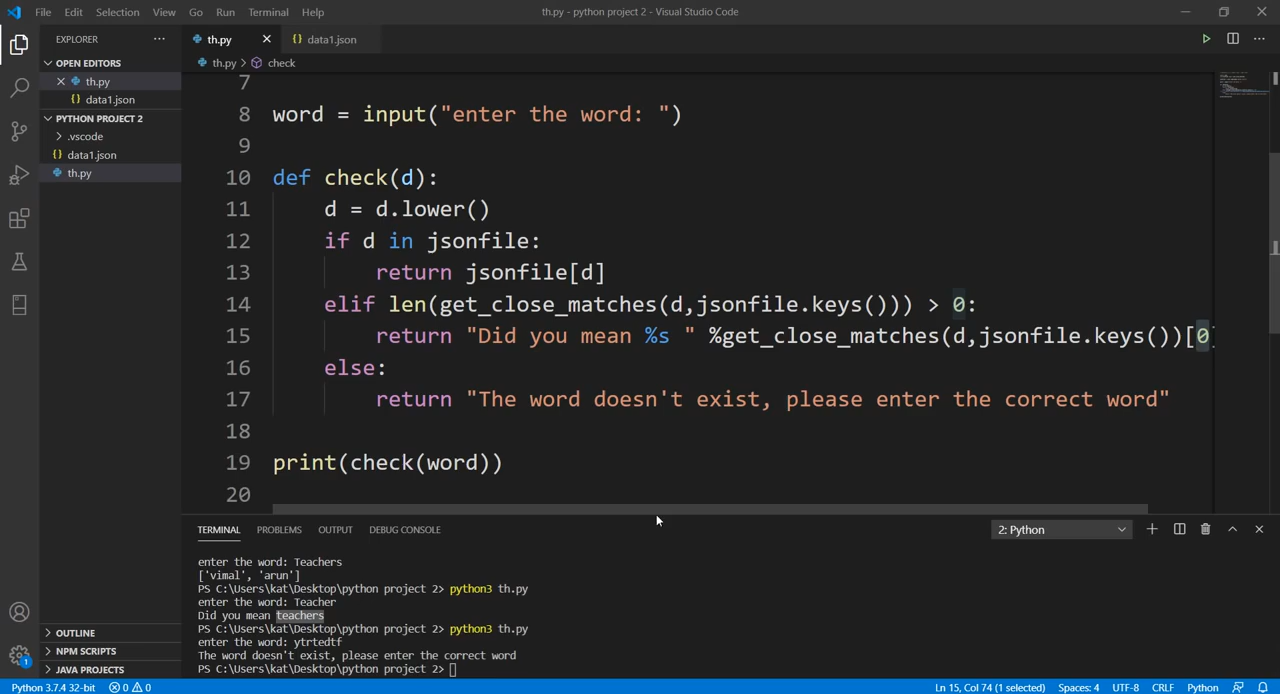 File Edit Selection View Go Run Terminal Help th.py - python project 2 - Visual Studio Code
EXPLORER
th.py data1.json
OPEN EDITORS
th.py > check
th.py
data1.json
PYTHON PROJECT 2
.vscode
data1.json
th.py
7
8 word = input("enter the word: ")
9
10 def check(d):
11 d = d.lower()
12 if d in jsonfile:
13 return jsonfile[d]
14 elif len(get_close_matches(d,jsonfile.keys())) > 0:
15 return "Did you mean %s " %get_close_matches(d,jsonfile.keys())[0]
16 else:
17 return "The word doesn't exist, please enter the correct word"
18
19 print(check(word))
20
TERMINAL PROBLEMS OUTPUT DEBUG CONSOLE 2: Python
enter the word: Teachers
['vimal', 'arun']
PS C:\Users\kat\Desktop\python project 2> python3 th.py
enter the word: Teacher
Did you mean teachers
PS C:\Users\kat\Desktop\python project 2> python3 th.py
enter the word: ytrtedtf
The word doesn't exist, please enter the correct word
PS C:\Users\kat\Desktop\python project 2>
OUTLINE
NPM SCRIPTS
JAVA PROJECTS
1
Python 3.7.4 32-bit 0 0 Ln 15, Col 74 (1 selected) Spaces: 4 UTF-8 CRLF Python